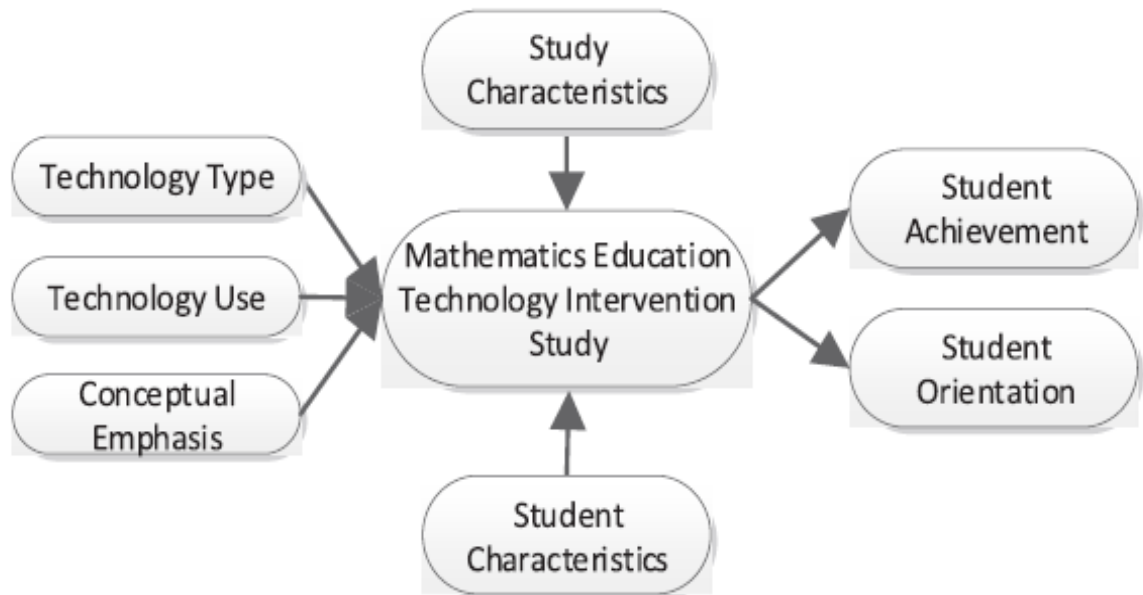 Study
Characteristics
Technology Type
Technology Use
Conceptual
Emphasis
Mathematics Education
Technology Intervention
Study
Student
Achievement
Student
Orientation
Student
Characteristics